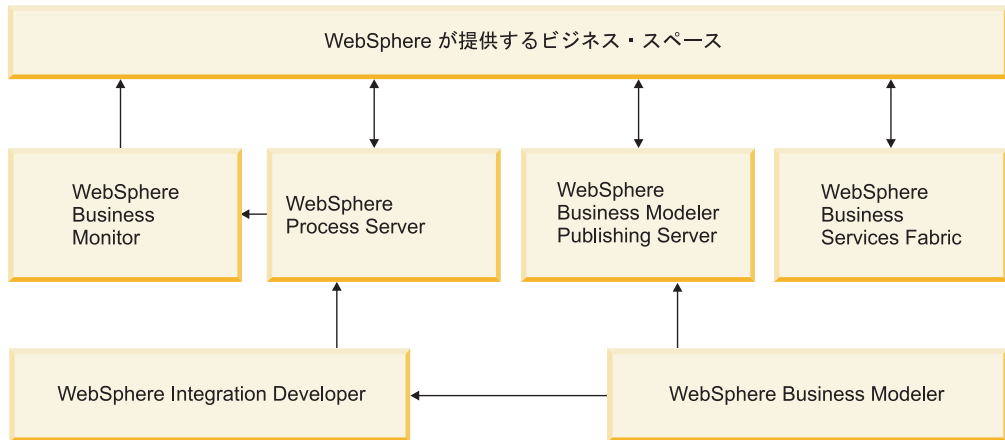 WebSphere が提供するビジネス・スペース
WebSphere
Business
Monitor
WebSphere
Process Server
WebSphere
Business Modeler
Publishing Server
WebSphere
Business
Services Fabric
WebSphere Integration Developer
WebSphere Business Modeler